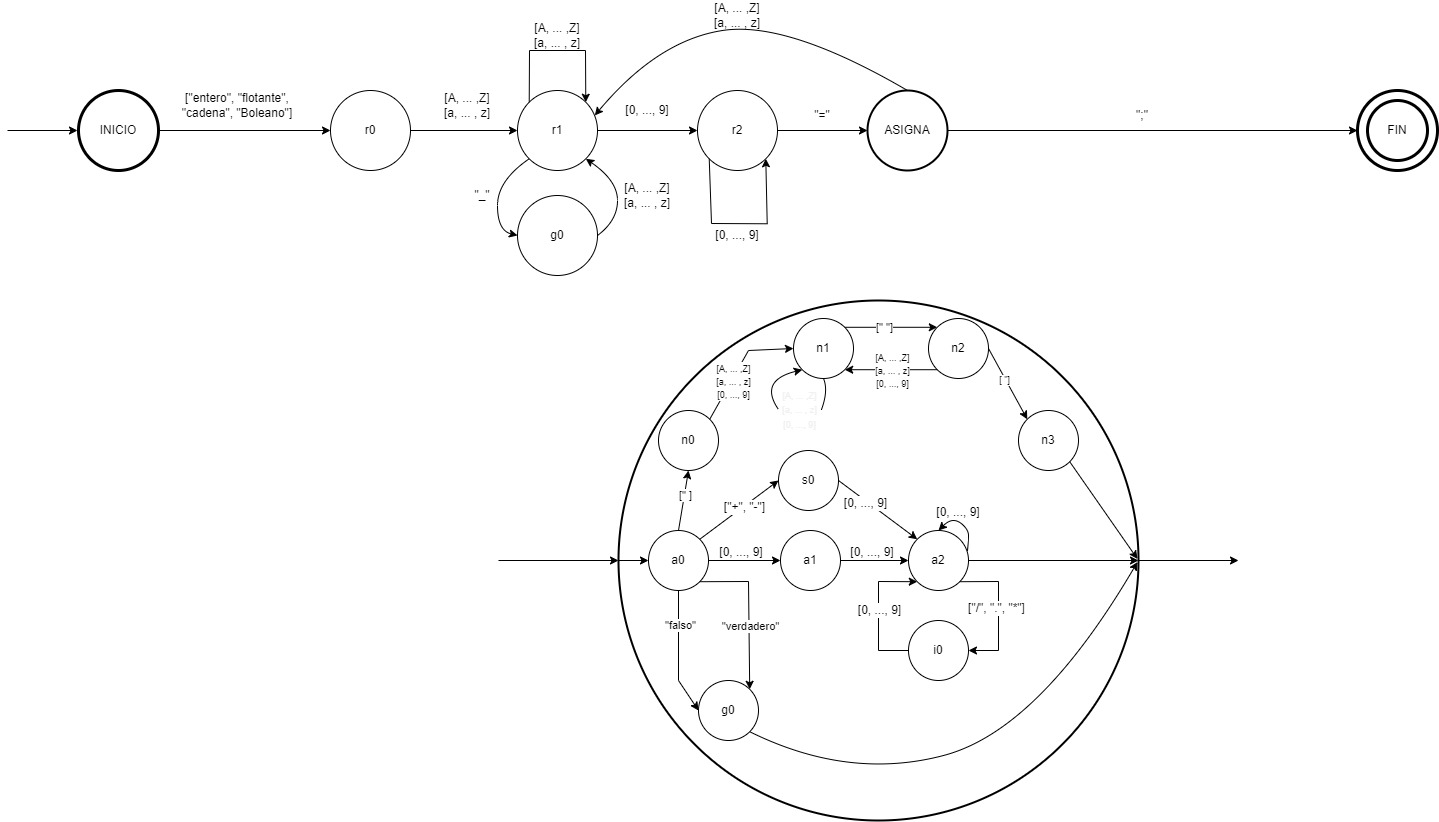 [A, ... ,Z]
[a, ... , z]
[A, ... ,Z]
[a, ... , z]
["entero", "flotante",
"cadena", "Boleano"]
[A, ... ,Z]
[a, ... , z]
[0, ..., 9]
"="
";"
INICIO
r0
r1
r2
ASIGNA
FIN
"_"
[A, ... ,Z]
[a, ... , z]
g0
[0, ..., 9]
[" "]
n1
n2
[A, ... ,Z]
[a, ... , z]
[0, ..., 9]
[A, ... ,Z]
[a, ... , z]
[0, ..., 9]
[ "]
[A, ... ,Z]
[a, ... , z]
[0, ..., 9]
n0
n3
s0
[" ]
["+", "-"]
[0, ..., 9]
[0, ..., 9]
[0, ..., 9]
[0, ..., 9]
a0
a1
a2
[0, ..., 9]
["/", ".", "*"]
"falso"
"verdadero"
i0
g0